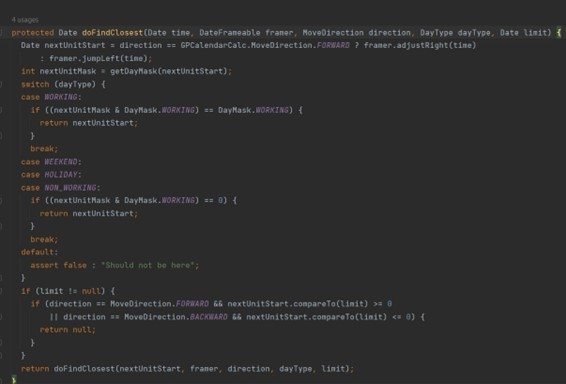 4 usages
protected Date doFindClosest(Date time, DateFrameable framer, MoveDirection direction, DayType dayType, Date limit) {
Date nextUnitStart = direction == GPCalendarCalc.MoveDirection.FORWARD ? framer.adjustRight(time)
: framer.jumpLeft(time);
int nextUnitMask = getDayMask(nextUnitStart);
switch (dayType) {
case WORKING:
if ((nextUnitMask & DayMask.WORKING) == DayMask.WORKING) {
return nextUnitStart;
}
break;
case WEEKEND:
case HOLIDAY:
case NON_WORKING:
if ((nextUnitMask & DayMask.WORKING) == 0) {
return nextUnitStart;
}
break;
default:
assert false : "Should not be here";
}
if (limit != null) {
if (direction == MoveDirection.FORWARD && nextUnitStart.compareTo(limit) >= 0
|| direction == MoveDirection.BACKWARD && nextUnitStart.compareTo(limit) <= 0) {
return null;
}
}
return doFindClosest(nextUnitStart, framer, direction, dayType, limit);
}